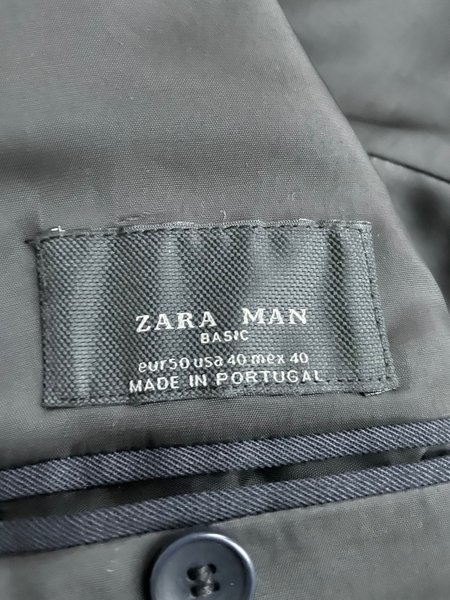 ZARA MAN
BASIC
eur50 usa 40 mex 40
MADE IN PORTUGAL